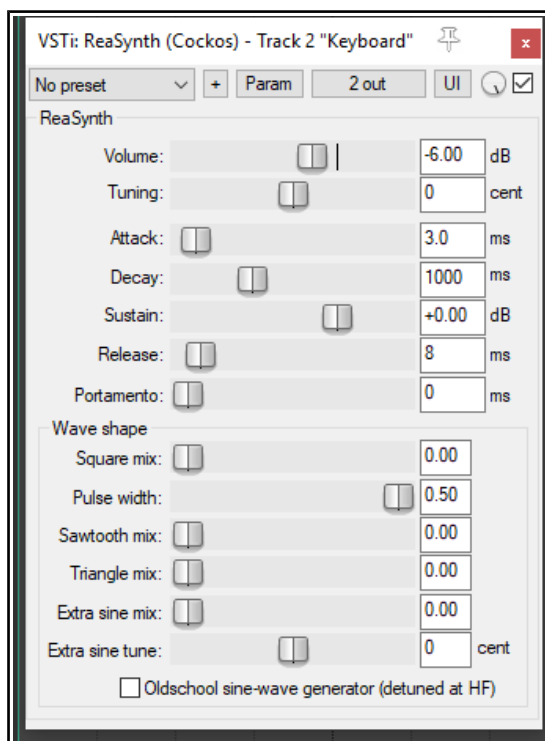 VSTi: ReaSynth (Cockos) - Track 2 "Keyboard" x
No preset + Param 2 out UI
ReaSynth
Volume: -6.00 dB
Tuning: 0 cent
Attack: 3.0 ms
Decay: 1000 ms
Sustain: +0.00 dB
Release: 8 ms
Portamento: 0 ms
Wave shape
Square mix: 0.00
Pulse width: 0.50
Sawtooth mix: 0.00
Triangle mix: 0.00
Extra sine mix: 0.00
Extra sine tune: 0 cent
Oldschool sine-wave generator (detuned at HF)